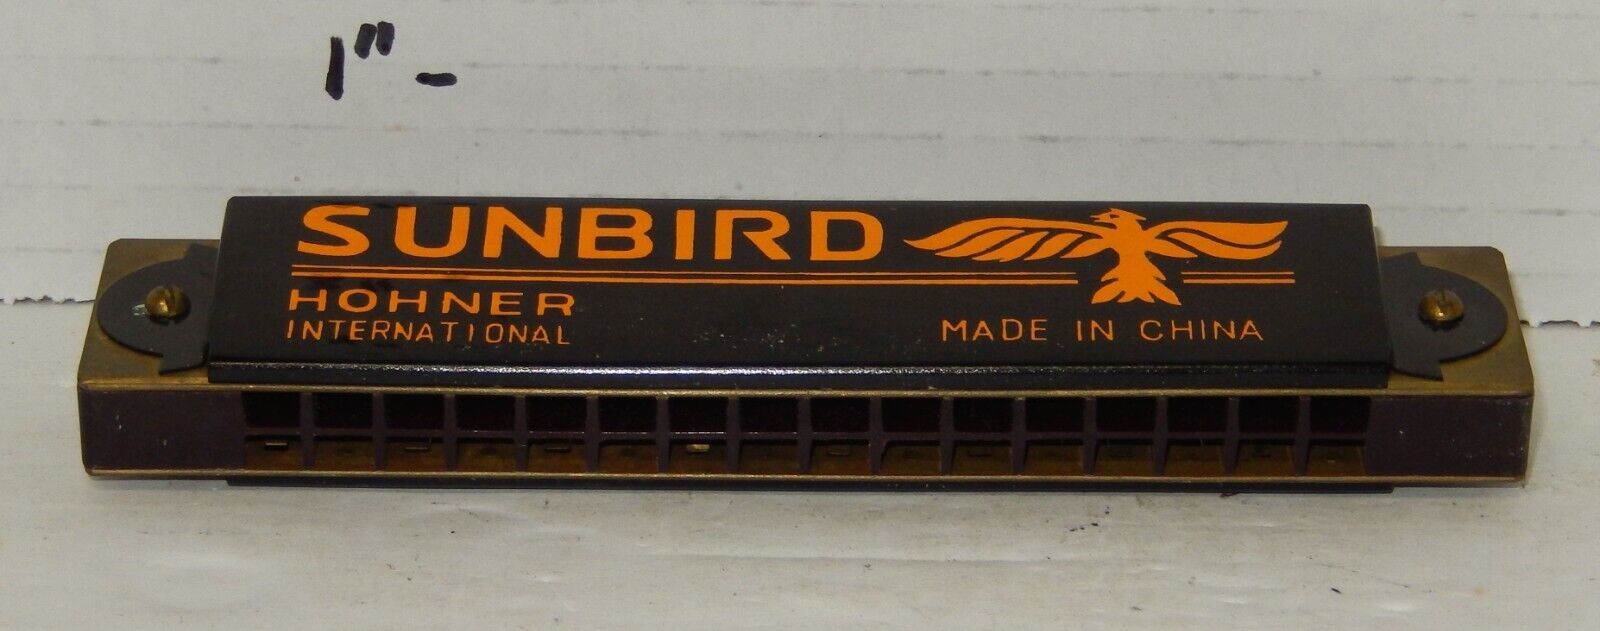 1"-
SUNBIRD
HOHNER
INTERNATIONAL
MADE IN CHINA